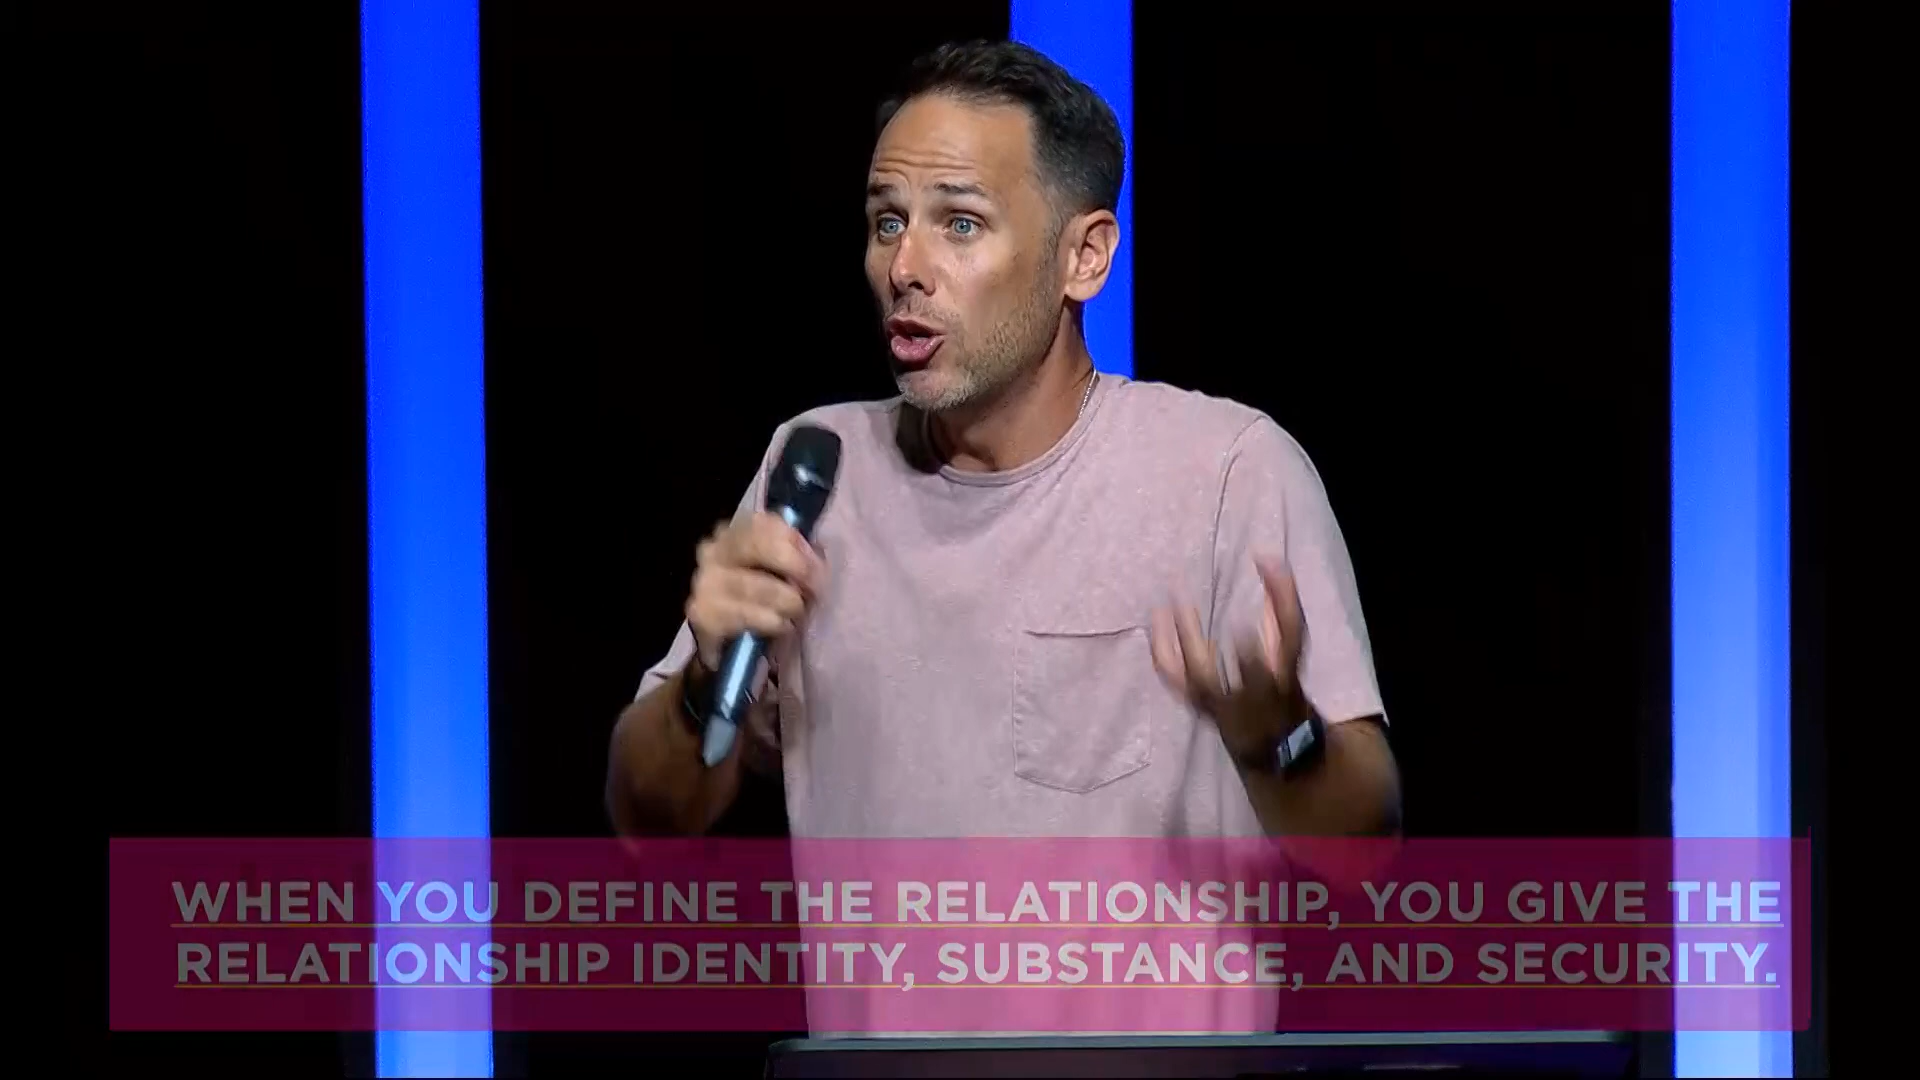 WHEN YOU DEFINE THE RELATIONSHIP, YOU GIVE THE
RELATIONSHIP IDENTITY, SUBSTANCE, AND SECURITY.